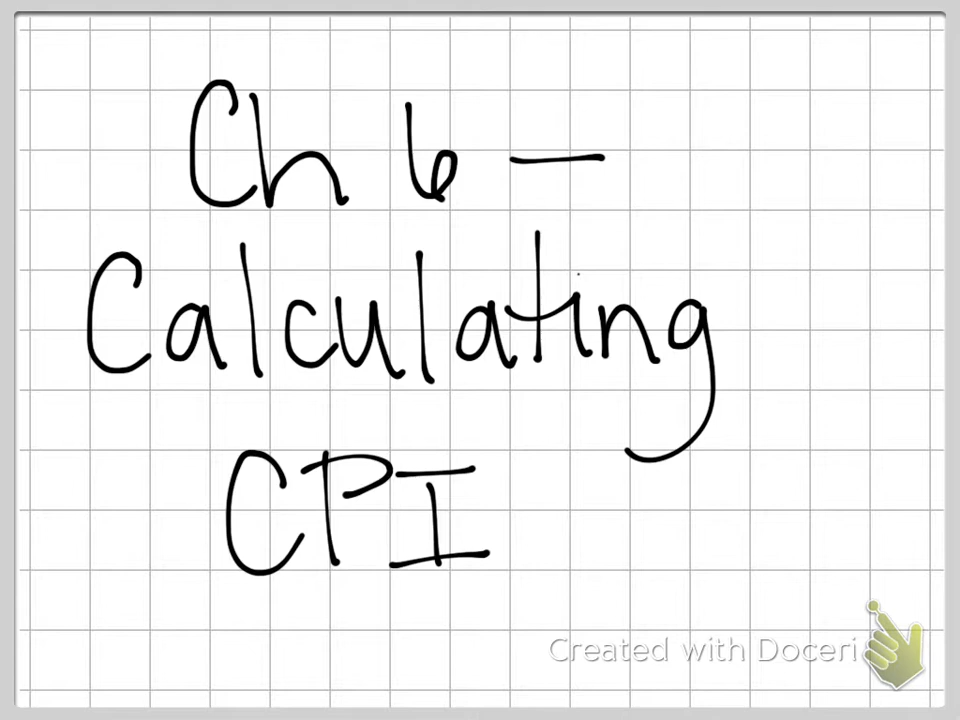 Ch 6 —
Calculating
CPI
Created with Doceri